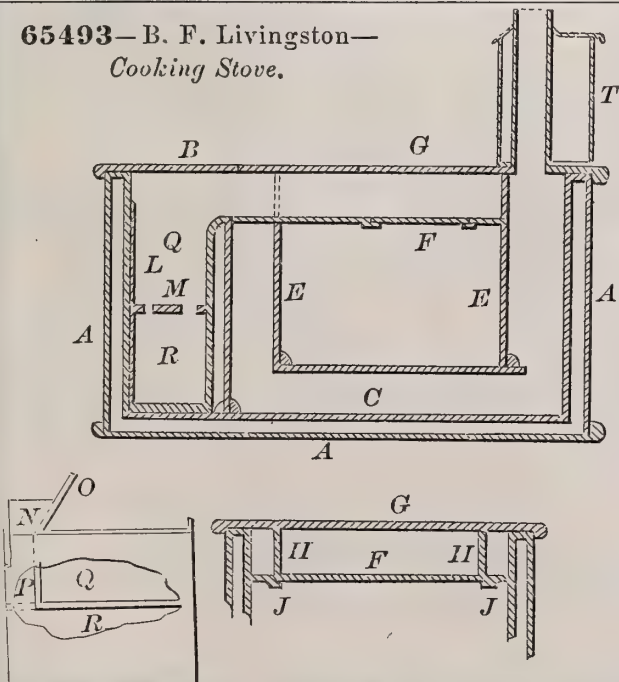 65493—B. F. Livingston—
Cooking Stove.
T
B G
Q
L
M
F
E E
A A
R
C
A
O
N
G
H F H
P Q
R
J J